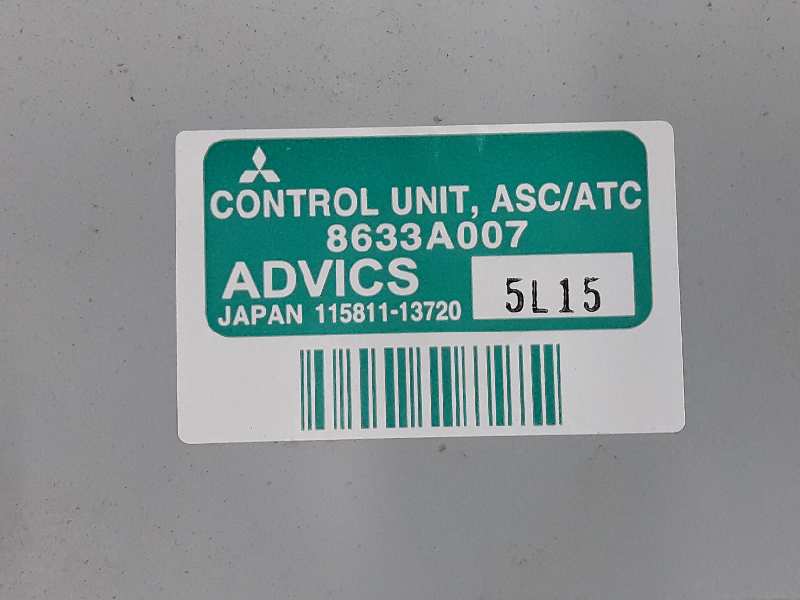 CONTROL UNIT, ASC/ATC
8633A007
ADVICS
5L15
JAPAN 115811-13720